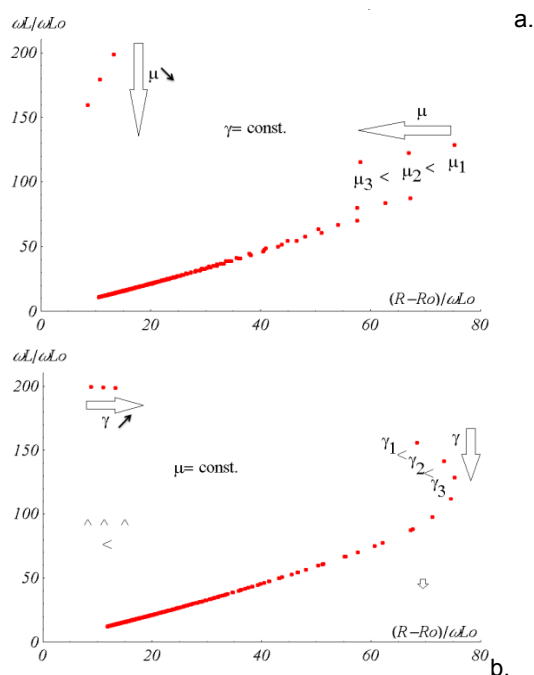 ωL/ωLo
a.
200
μ ↘
150
γ= const.
μ
μ3 < μ2 < μ1
100
50
0
(R−Ro)/ωLo
0 20 40 60 80
ωL/ωLo
200
γ ↗
150
γ1 < γ2 < γ3
γ
μ= const.
100
^ ^ ^
<
50
0
(R−Ro)/ωLo
0 20 40 60 80
b.